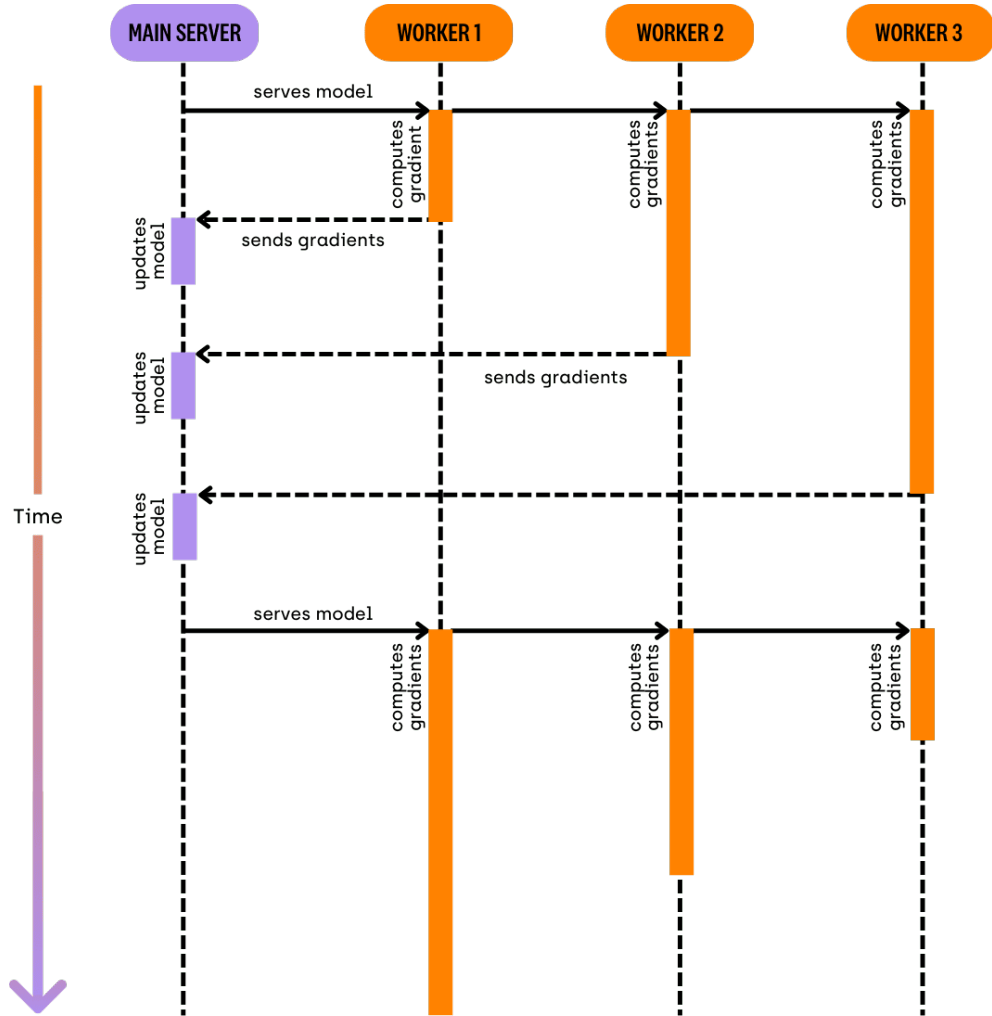 MAIN SERVER
WORKER 1
WORKER 2
WORKER 3
serves model
computes
gradient
computes
gradients
computes
gradients
sends gradients
updates
model
sends gradients
updates
model
Time
updates
model
serves model
computes
gradients
computes
gradients
computes
gradients